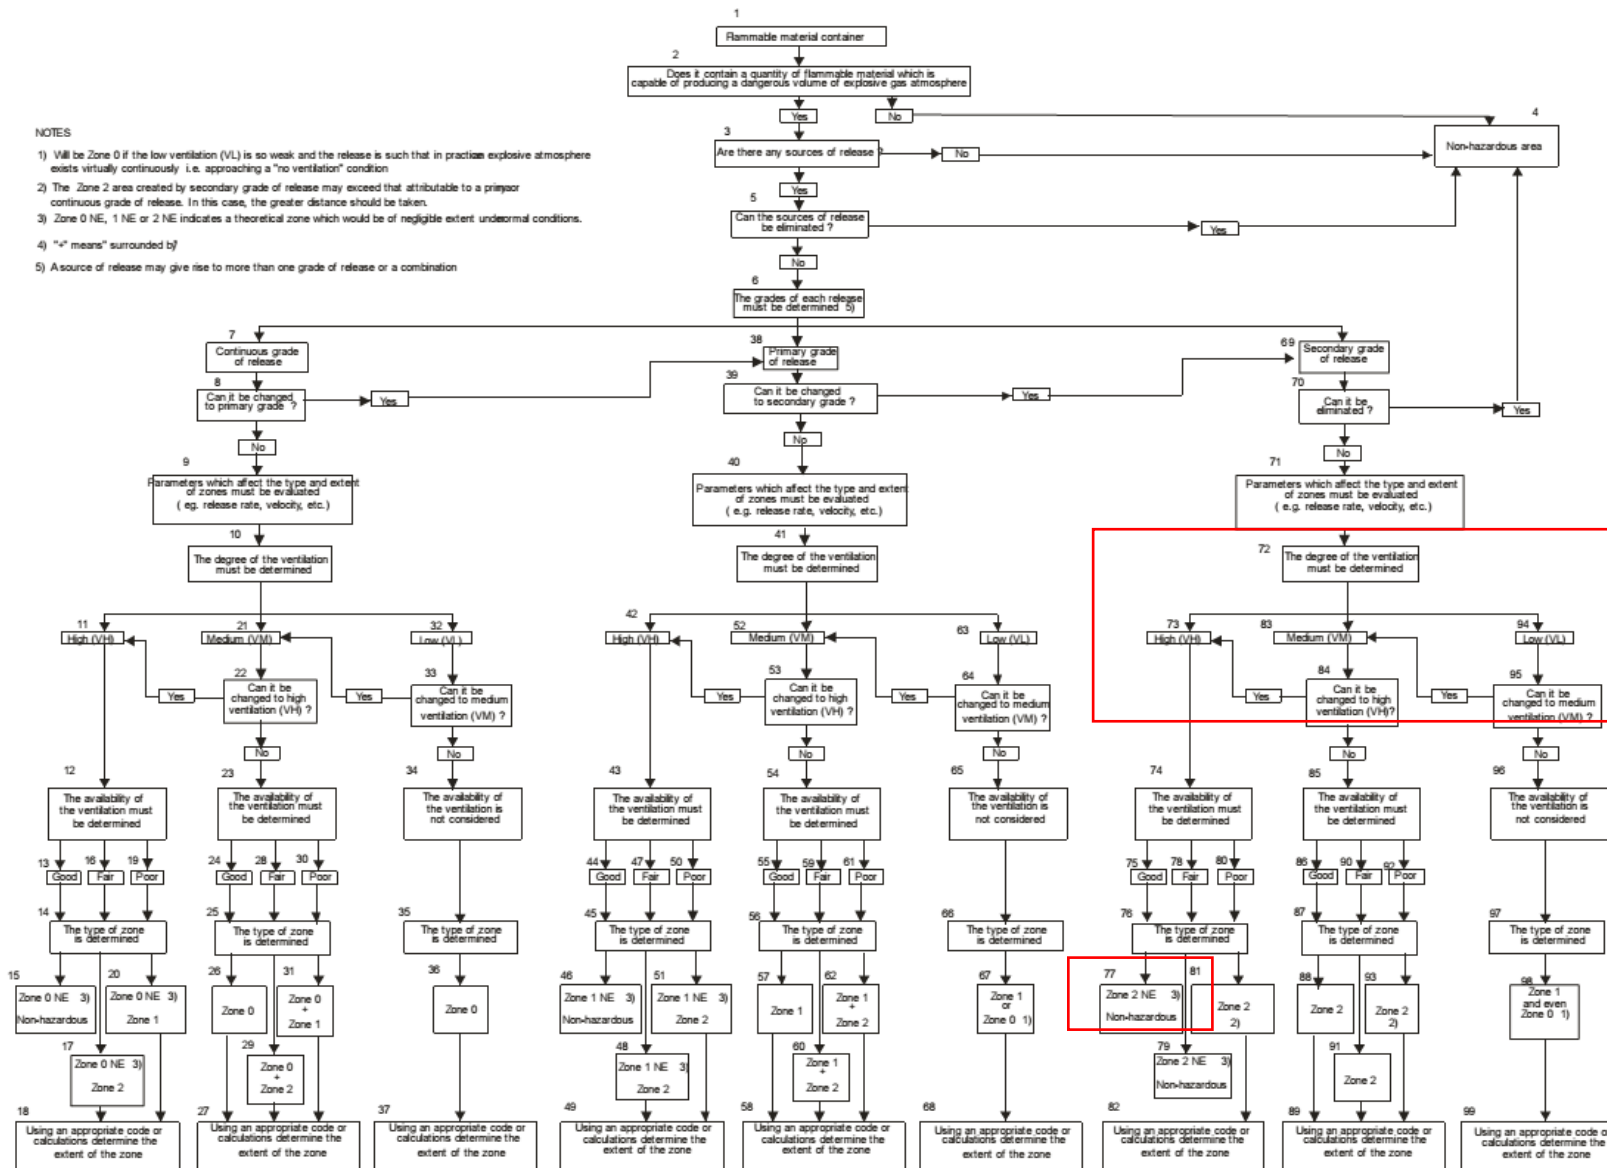 1
Flammable material container
2
Does it contain a quantity of flammable material which is
capable of producing a dangerous volume of explosive gas atmosphere
Yes
No
NOTES
1) Will be Zone 0 if the low ventilation (VL) is so weak and the release is such that in explosive atmosphere
exists virtually continuously i.e. approaching a "no ventilation" condition
2) The Zone 2 area created by secondary grade of release may exceed that attributable to a
continuous grade of release. In this case, the greater distance should be taken.
3) Zone 0 NE, 1 NE or 2 NE indicates a theoretical zone which would be of negligible extent conditions.
4) "+" means" surrounded
5) A source of release may give rise to more than one grade of release or a combination
3
Are there any sources of release ?
No
4
Non-hazardous area
Yes
5
Can the sources of release
be eliminated ?
Yes
No
6
The grades of each release
must be determined 5)
7
Continuous grade
of release
38
Primary grade
of release
69
Secondary grade
of release
8
Can it be changed
to primary grade ?
Yes
39
Can it be changed
to secondary grade ?
Yes
70
Can it be
eliminated ?
Yes
No
No
No
9
Parameters which affect the type and extent
of zones must be evaluated
( eg. release rate, velocity, etc.)
40
Parameters which affect the type and extent
of zones must be evaluated
( e.g. release rate, velocity, etc.)
71
Parameters which affect the type and extent
of zones must be evaluated
( e.g. release rate, velocity, etc.)
10
The degree of the ventilation
must be determined
41
The degree of the ventilation
must be determined
72
The degree of the ventilation
must be determined
11
High (VH)
21
Medium (VM)
32
Low (VL)
42
High (VH)
52
Medium (VM)
63
Low (VL)
73
High (VH)
83
Medium (VM)
94
Low (VL)
22
Can it be
changed to high
ventilation (VH) ?
Yes
33
Can it be
changed to medium
ventilation (VM) ?
Yes
53
Can it be
changed to high
ventilation (VH) ?
Yes
64
Can it be
changed to medium
ventilation (VM) ?
Yes
84
Can it be
changed to high
ventilation (VH)?
Yes
95
Can it be
changed to medium
ventilation (VM) ?
Yes
No
No
No
No
No
No
12
The availability of
the ventilation must
be determined
23
The availability of
the ventilation must
be determined
34
The availability of
the ventilation is
not considered
43
The availability of
the ventilation must
be determined
54
The availability of
the ventilation must
be determined
65
The availability of
the ventilation is
not considered
74
The availability of
the ventilation must
be determined
85
The availability of
the ventilation must
be determined
96
The availability of
the ventilation is
not considered
13 Good 16 Fair 19 Poor
24 Good 28 Fair 30 Poor
44 Good 47 Fair 50 Poor
55 Good 59 Fair 61 Poor
75 Good 78 Fair 80 Poor
86 Good 90 Fair 92 Poor
14
The type of zone
is determined
25
The type of zone
is determined
35
The type of zone
is determined
45
The type of zone
is determined
56
The type of zone
is determined
66
The type of zone
is determined
76
The type of zone
is determined
87
The type of zone
is determined
97
The type of zone
is determined
15
Zone 0 NE 3)
Non-hazardous
20
Zone 0 NE 3)
Zone 1
26
Zone 0
31
Zone 0
+
Zone 1
36
Zone 0
46
Zone 1 NE 3)
Non-hazardous
51
Zone 1 NE 3)
Zone 2
57
Zone 1
62
Zone 1
+
Zone 2
67
Zone 1
or
Zone 0 1)
77
Zone 2 NE 3)
Non-hazardous
81
Zone 2
2)
88
Zone 2
93
Zone 2
2)
98
Zone 1
and even
Zone 0 1)
17
Zone 0 NE 3)
Zone 2
29
Zone 0
+
Zone 2
48
Zone 1 NE 3)
Zone 2
60
Zone 1
+
Zone 2
79
Zone 2 NE 3)
Non-hazardous
91
Zone 2
18
Using an appropriate code or
calculations determine the
extent of the zone
27
Using an appropriate code or
calculations determine the
extent of the zone
37
Using an appropriate code or
calculations determine the
extent of the zone
49
Using an appropriate code or
calculations determine the
extent of the zone
58
Using an appropriate code or
calculations determine the
extent of the zone
68
Using an appropriate code or
calculations determine the
extent of the zone
82
Using an appropriate code or
calculations determine the
extent of the zone
89
Using an appropriate code or
calculations determine the
extent of the zone
99
Using an appropriate code or
calculations determine the
extent of the zone